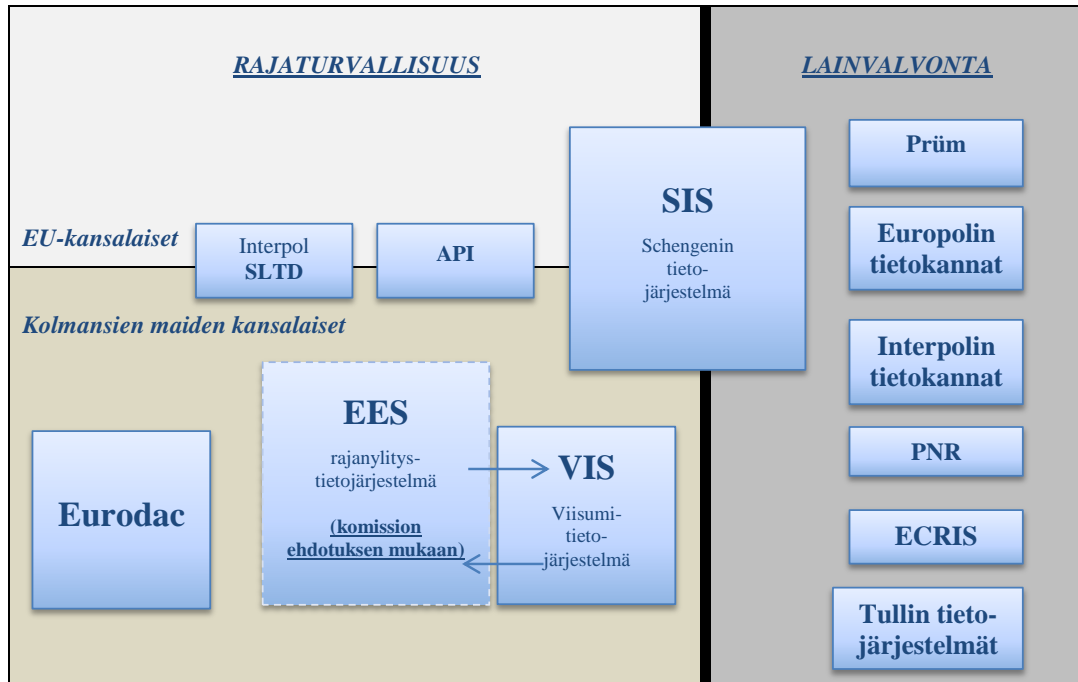 RAJATURVALLISUUS
LAINVALVONTA
EU-kansalaiset
Interpol
SLTD
API
SIS
Schengenin
tieto-
järjestelmä
Kolmansien maiden kansalaiset
Eurodac
EES
rajanylitys-
tietojärjestelmä
(komission
ehdotuksen mukaan)
VIS
Viisumi-
tieto-
järjestelmä
Prüm
Europolin
tietokannat
Interpolin
tietokannat
PNR
ECRIS
Tullin tieto-
järjestelmät